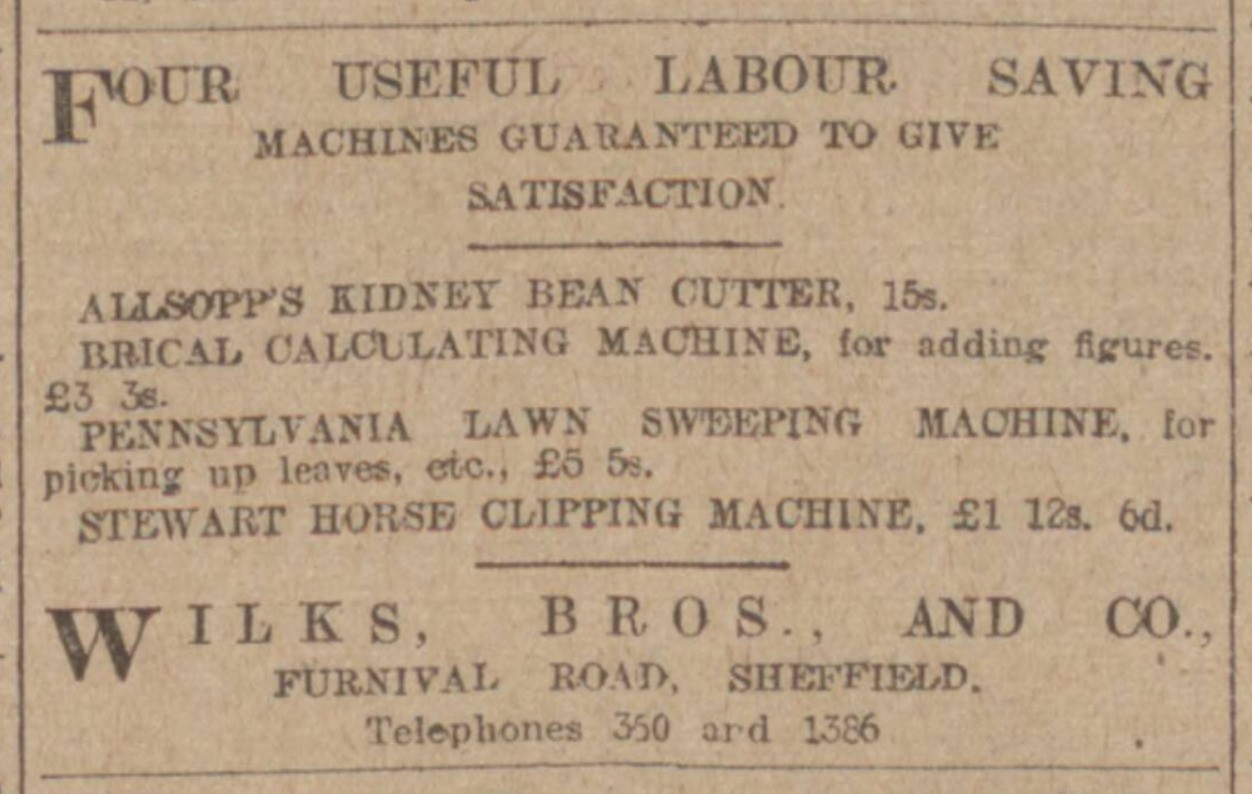 FOUR USEFUL LABOUR SAVING
MACHINES GUARANTEED TO GIVE
SATISFACTION.
ALLSOPP'S KIDNEY BEAN CUTTER, 15s.
BRICAL CALCULATING MACHINE, for adding figures.
£3 3s.
PENNSYLVANIA LAWN SWEEPING MACHINE, for
picking up leaves, etc., £5 5s.
STEWART HORSE CLIPPING MACHINE, £1 12s. 6d.
WILKS, BROS., AND CO.,
FURNIVAL ROAD, SHEFFIELD.
Telephones 350 and 1386